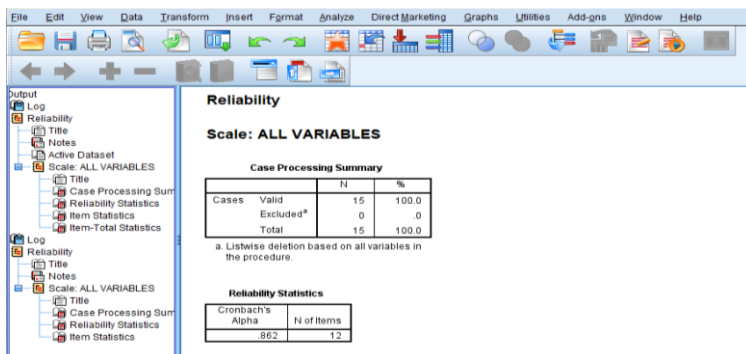 File Edit View Data Transform Insert Format Analyze Direct Marketing Graphs Utilities Add-ons Window Help
Output
Log
Reliability
Title
Notes
Active Dataset
Scale: ALL VARIABLES
Title
Case Processing Sum
Reliability Statistics
Item Statistics
Item-Total Statistics
Log
Reliability
Title
Notes
Scale: ALL VARIABLES
Title
Case Processing Sum
Reliability Statistics
Item Statistics
Reliability
Scale: ALL VARIABLES
Case Processing Summary
N %
Cases Valid 15 100.0
Excludedª 0 .0
Total 15 100.0
a. Listwise deletion based on all variables in
the procedure.
Reliability Statistics
Cronbach's
Alpha N of Items
.862 12